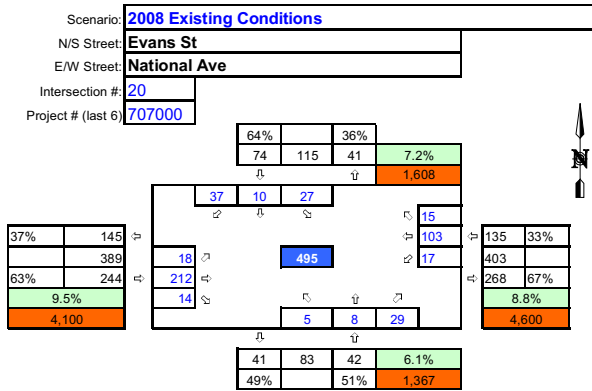 Scenario: 2008 Existing Conditions
N/S Street: Evans St
E/W Street: National Ave
Intersection #: 20
Project # (last 6) 707000
64% 36%
74 115 41 7.2%
⇩ ⇧ 1,608
N
37 10 27
⬃ ⇩ ⬂
⬁ 15
37% 145 ⇦ ⇦ 103 ⇦ 135 33%
389 18 ⬀ 495 ⬃ 17 403
63% 244 ⇨ 212 ⇨ ⇨ 268 67%
9.5% 14 ⬂ ⬁ ⇧ ⬀ 8.8%
4,100 5 8 29 4,600
⇩ ⇧
41 83 42 6.1%
49% 51% 1,367